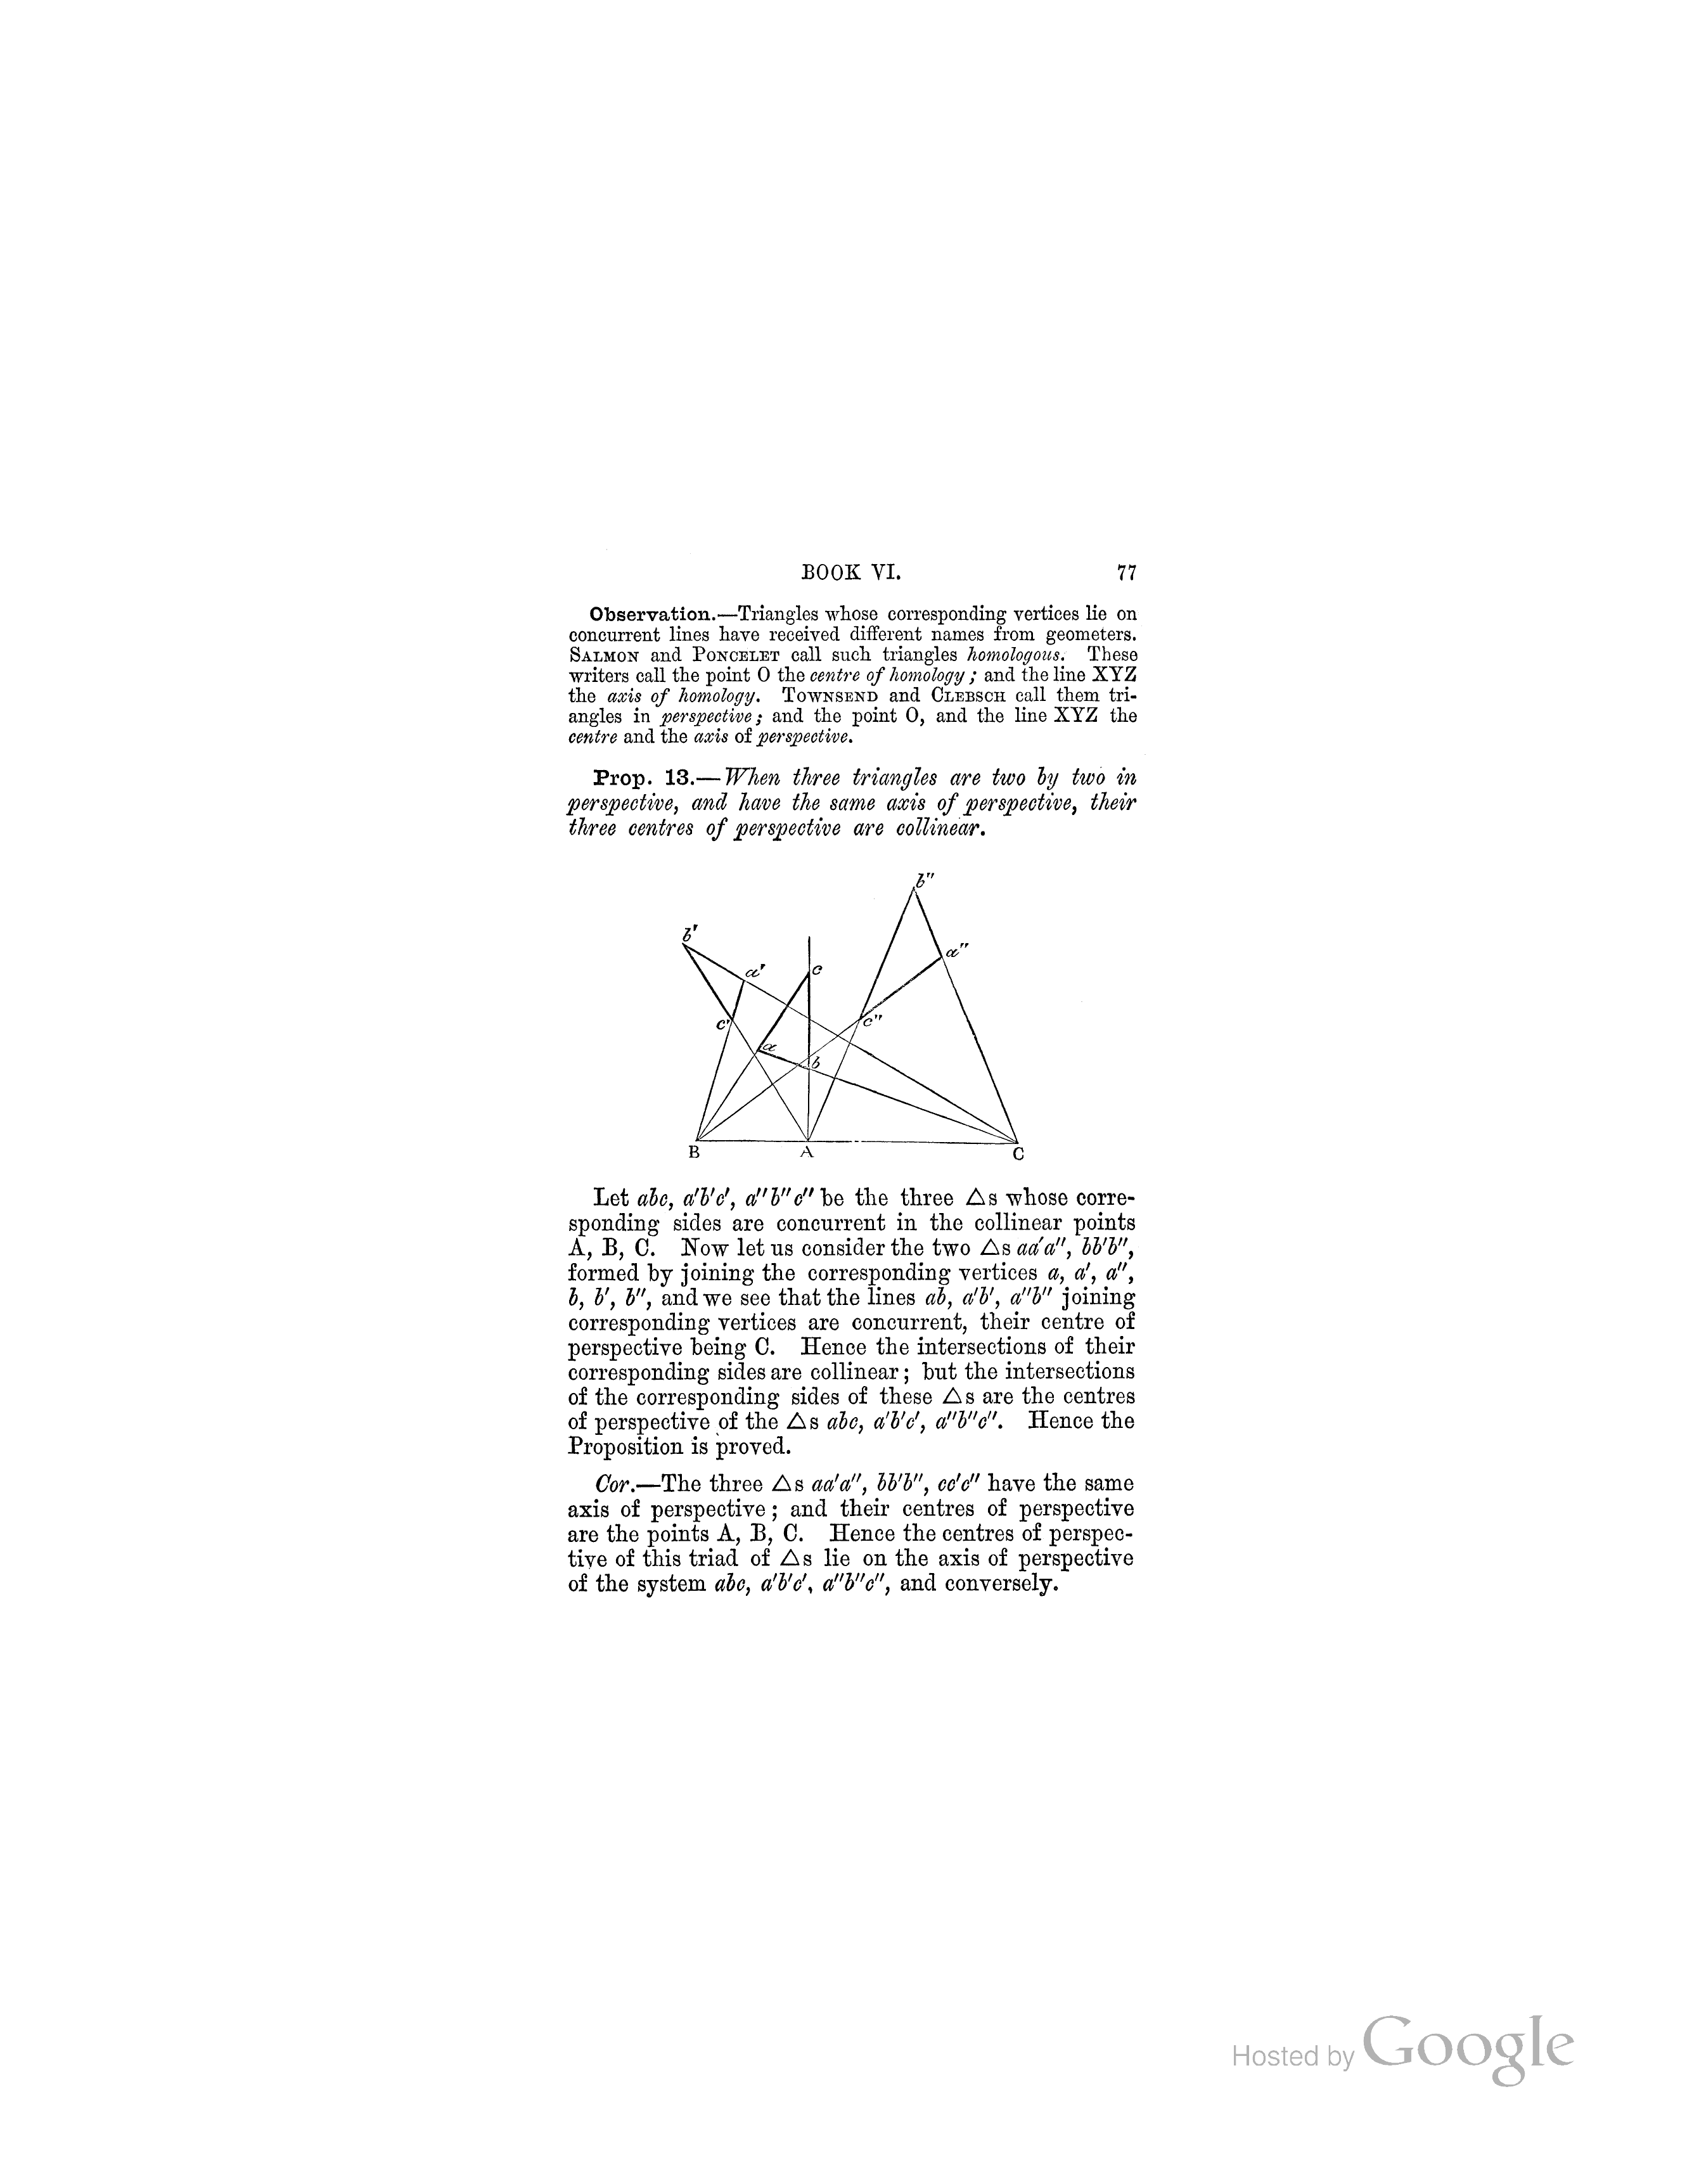 BOOK VI. 77
Observation.—Triangles whose corresponding vertices lie on
concurrent lines have received different names from geometers.
SALMON and PONCELET call such triangles homologous. These
writers call the point O the centre of homology; and the line XYZ
the axis of homology. TOWNSEND and CLEBSCH call them tri-
angles in perspective; and the point O, and the line XYZ the
centre and the axis of perspective.
Prop. 13.—When three triangles are two by two in
perspective, and have the same axis of perspective, their
three centres of perspective are collinear.
b″
b′
a″
a′
c
c′
c″
a
b
B A C
Let abc, a′b′c′, a″b″c″ be the three △s whose corre-
sponding sides are concurrent in the collinear points
A, B, C. Now let us consider the two △s aa′a″, bb′b″,
formed by joining the corresponding vertices a, a′, a″,
b, b′, b″, and we see that the lines ab, a′b′, a″b″ joining
corresponding vertices are concurrent, their centre of
perspective being C. Hence the intersections of their
corresponding sides are collinear; but the intersections
of the corresponding sides of these △s are the centres
of perspective of the △s abc, a′b′c′, a″b″c″. Hence the
Proposition is proved.
Cor.—The three △s aa′a″, bb′b″, cc′c″ have the same
axis of perspective; and their centres of perspective
are the points A, B, C. Hence the centres of perspec-
tive of this triad of △s lie on the axis of perspective
of the system abc, a′b′c′, a″b″c″, and conversely.
Hosted by Google